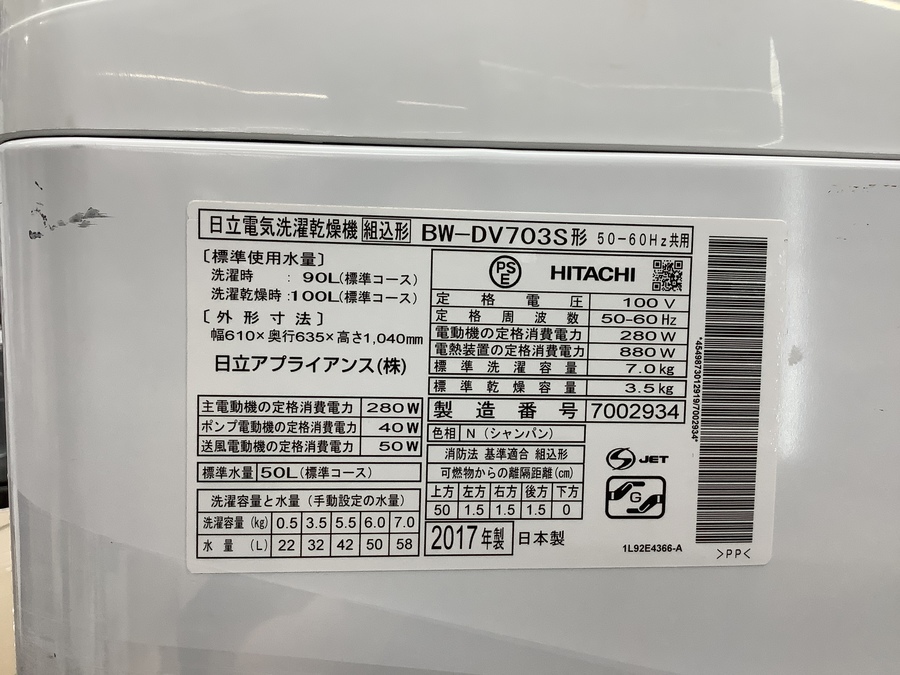 日立電気洗濯乾燥機 組込形 BW-DV703S形 50-60Hz共用
〔標準使用水量〕
洗濯時 : 90L(標準コース)
洗濯乾燥時 :100L(標準コース)
〔外形寸法〕
幅610×奥行635×高さ1,040mm
日立アプライアンス(株)
主電動機の定格消費電力 280W
ポンプ電動機の定格消費電力 40W
送風電動機の定格消費電力 50W
標準水量 50L(標準コース)
洗濯容量と水量 (手動設定の水量)
洗濯容量(kg) 0.5 3.5 5.5 6.0 7.0
水量 (L) 22 32 42 50 58
PSE HITACHI
定格電圧 100V
定格周波数 50-60Hz
電動機の定格消費電力 280W
電熱装置の定格消費電力 880W
標準洗濯容量 7.0kg
標準乾燥容量 3.5kg
製造番号 7002934
色相 N (シャンパン)
消防法 基準適合 組込形
可燃物からの離隔距離(cm)
上方 左方 右方 後方 下方
50 1.5 1.5 1.5 0
2017年製 日本製
S JET
G
1L92E4366-A
*4549873012919/7002934*
>PP<